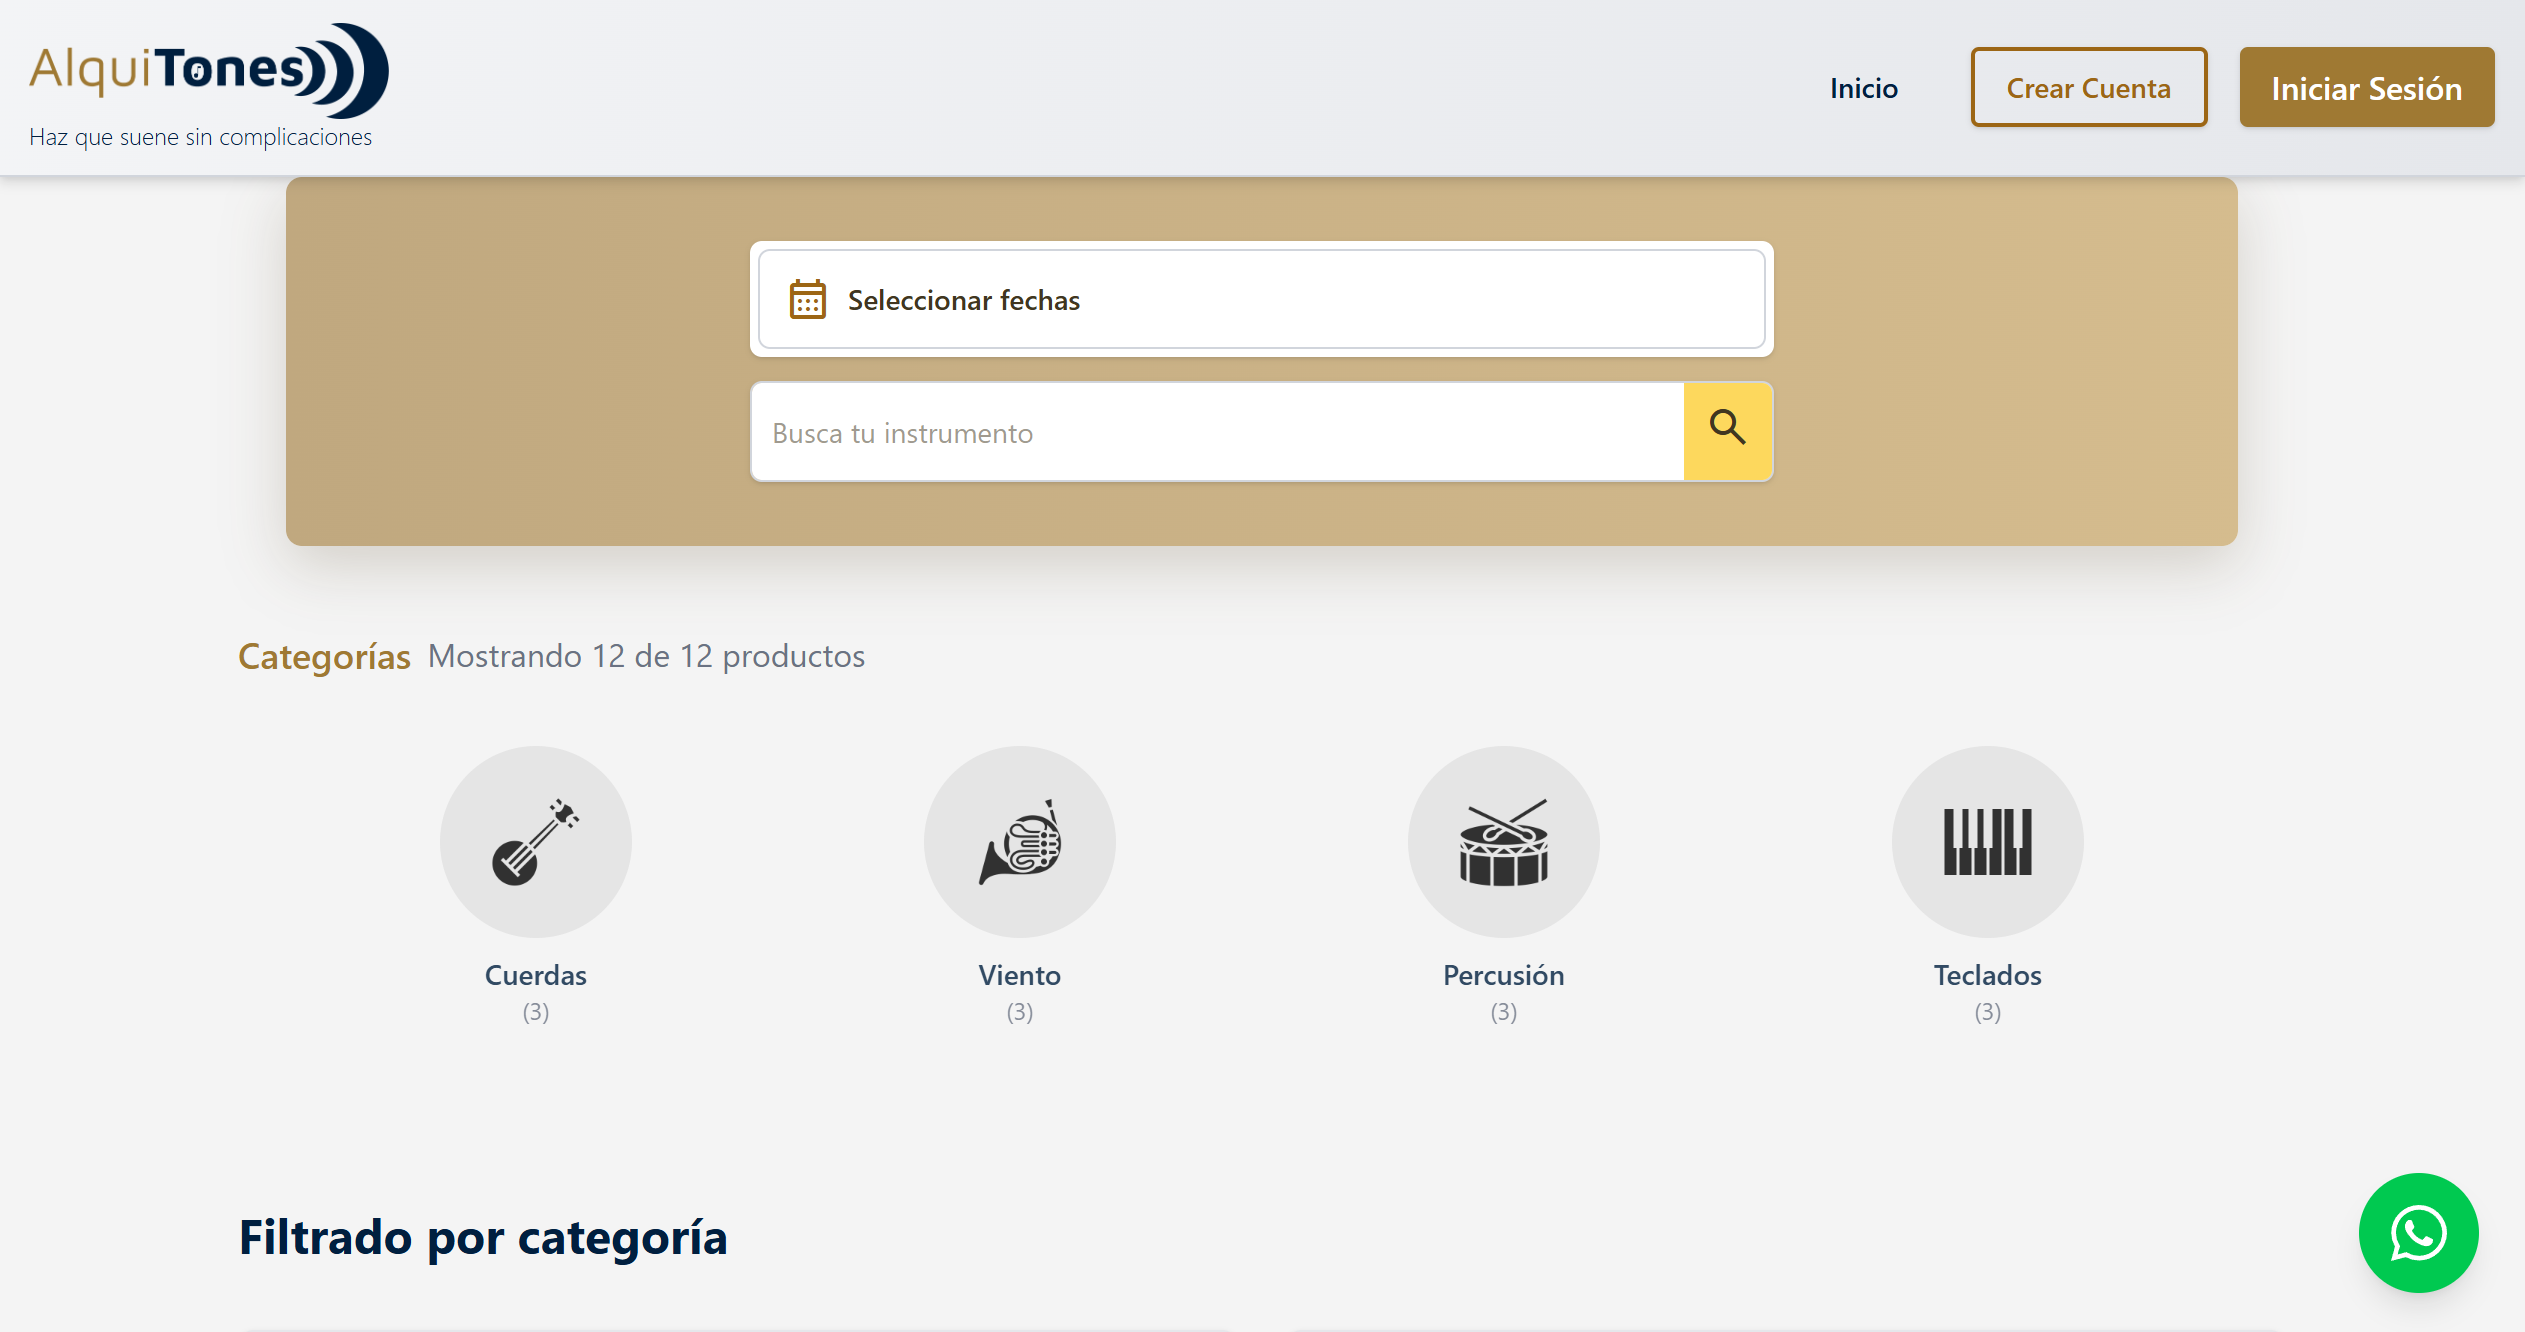 AlquiTones
Haz que suene sin complicaciones
Inicio
Crear Cuenta
Iniciar Sesión
Seleccionar fechas
Busca tu instrumento
Categorías Mostrando 12 de 12 productos
Cuerdas
(3)
Viento
(3)
Percusión
(3)
Teclados
(3)
Filtrado por categoría